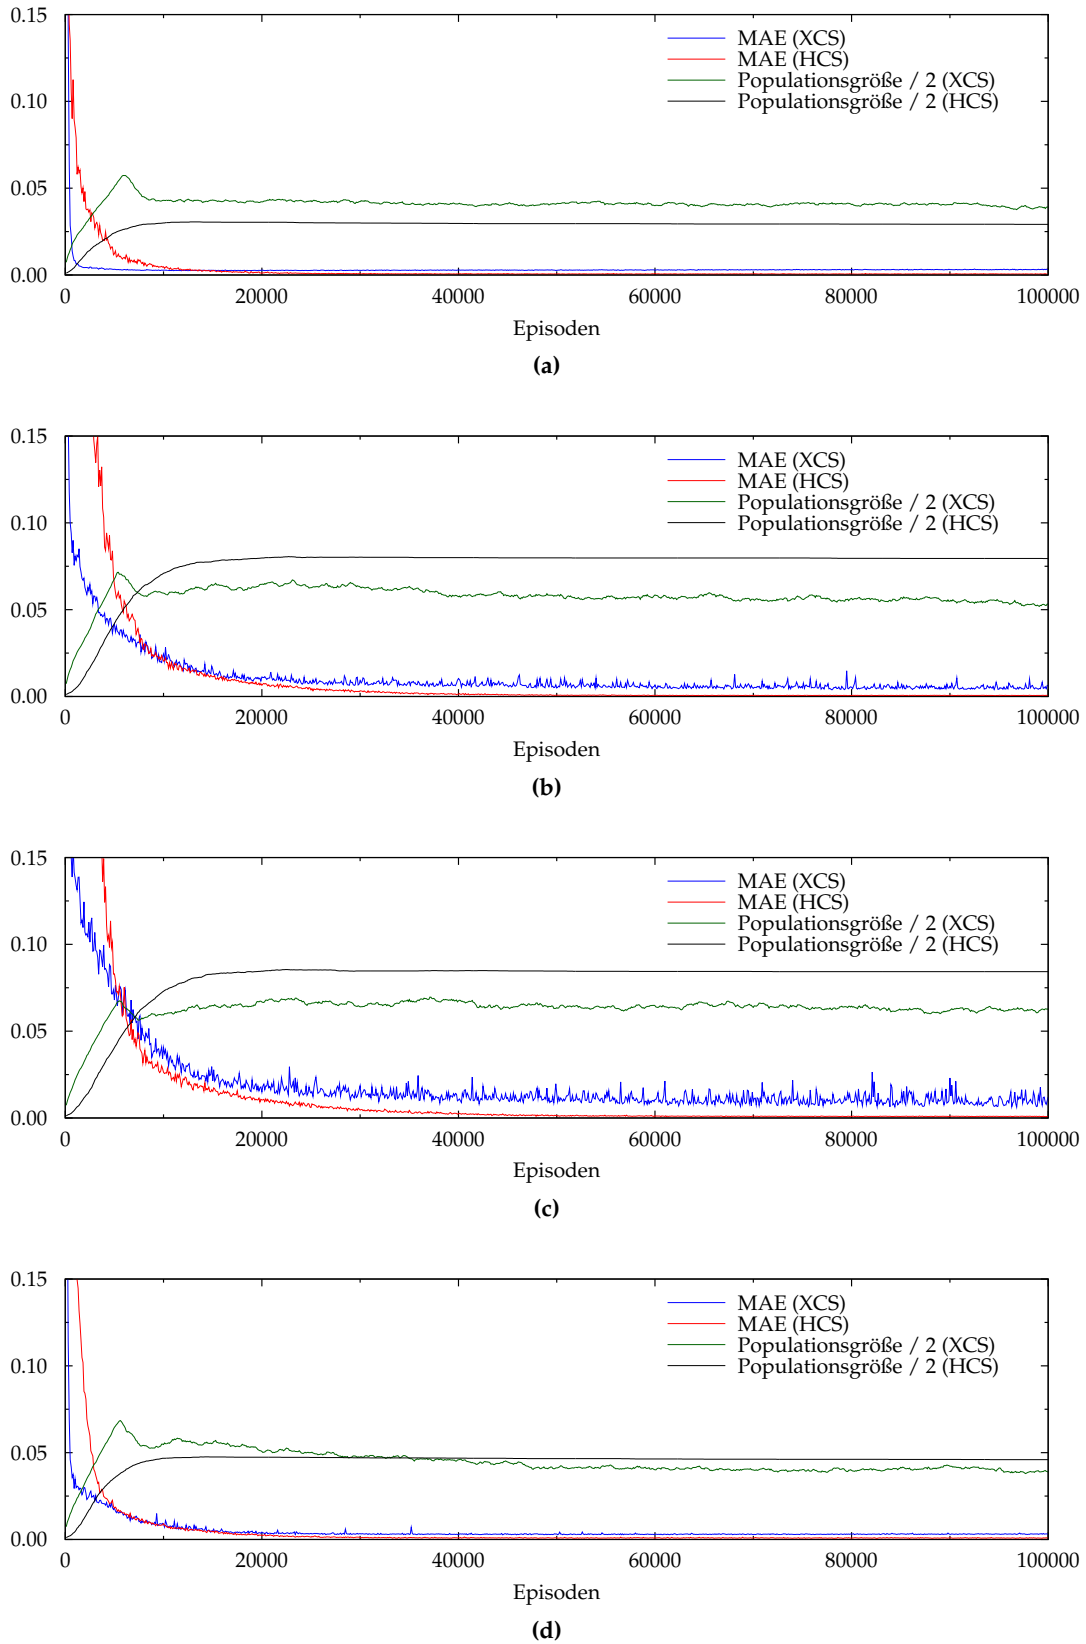 0.15
0.10
0.05
0.00
MAE (XCS)
MAE (HCS)
Populationsgröße / 2 (XCS)
Populationsgröße / 2 (HCS)
0 20000 40000 60000 80000 100000
Episoden
(a)
0.15
0.10
0.05
0.00
MAE (XCS)
MAE (HCS)
Populationsgröße / 2 (XCS)
Populationsgröße / 2 (HCS)
0 20000 40000 60000 80000 100000
Episoden
(b)
0.15
0.10
0.05
0.00
MAE (XCS)
MAE (HCS)
Populationsgröße / 2 (XCS)
Populationsgröße / 2 (HCS)
0 20000 40000 60000 80000 100000
Episoden
(c)
0.15
0.10
0.05
0.00
MAE (XCS)
MAE (HCS)
Populationsgröße / 2 (XCS)
Populationsgröße / 2 (HCS)
0 20000 40000 60000 80000 100000
Episoden
(d)